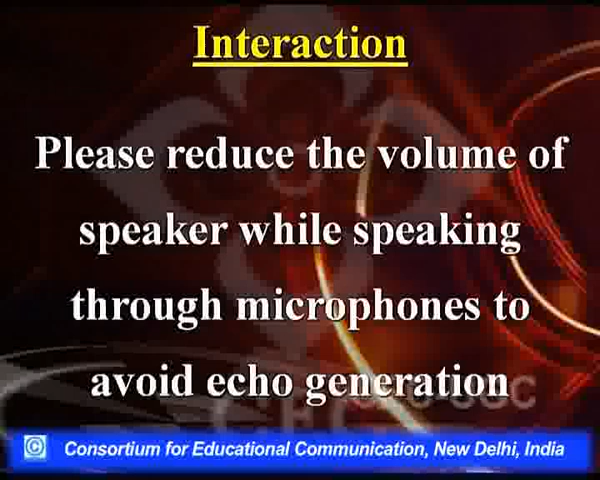 Interaction
Please reduce the volume of
speaker while speaking
through microphones to
avoid echo generation
© Consortium for Educational Communication, New Delhi, India